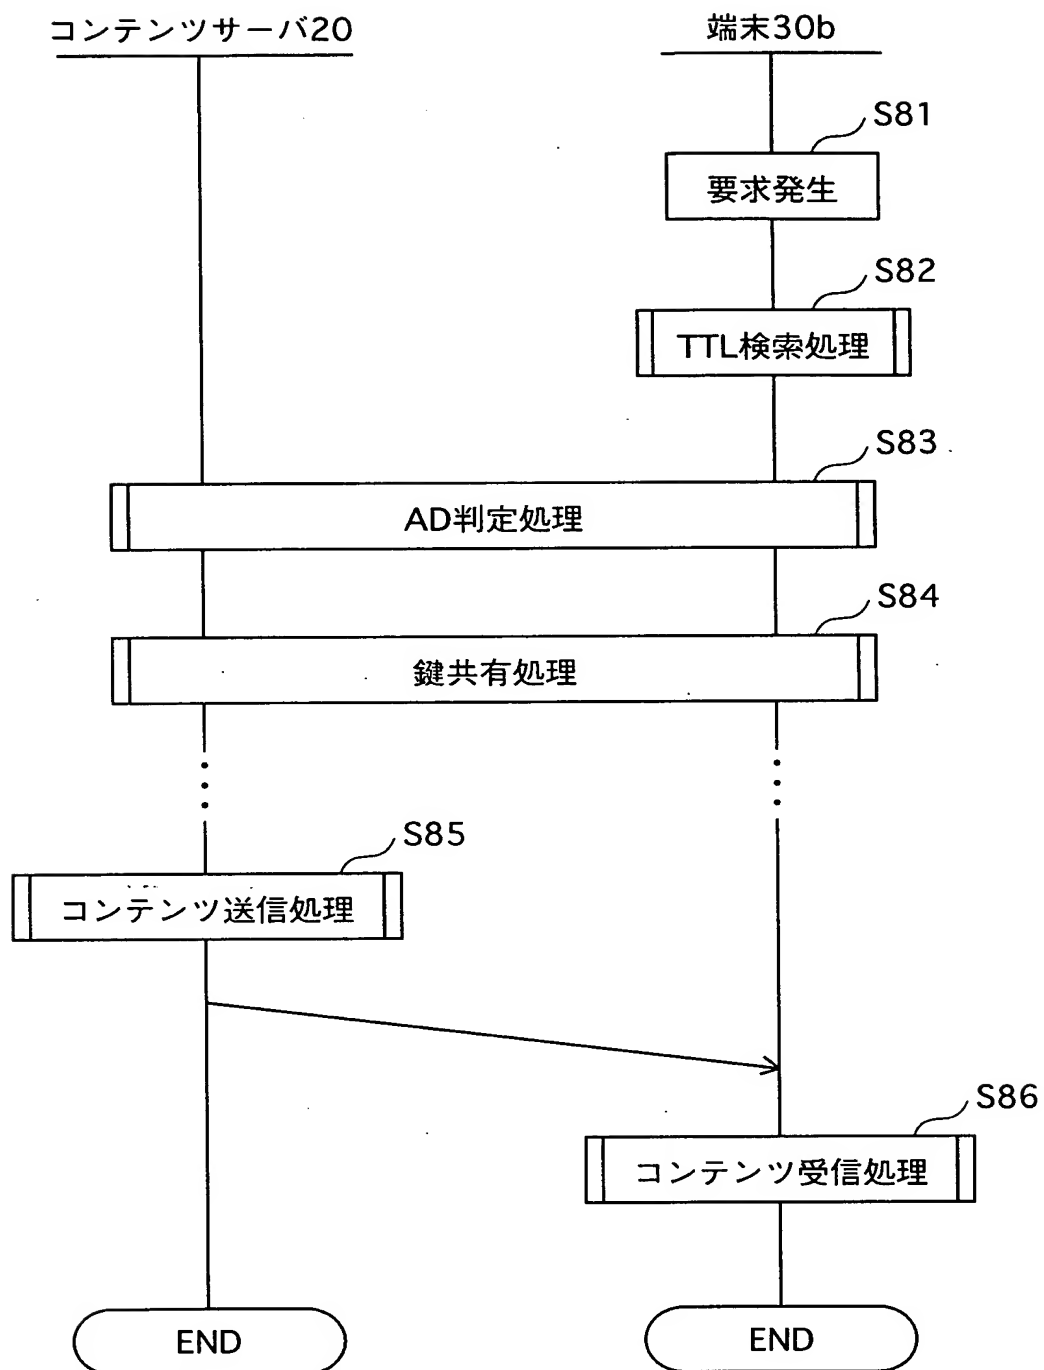 コンテンツサーバ20
端末30b
S81
要求発生
S82
TTL検索処理
S83
AD判定処理
S84
鍵共有処理
S85
コンテンツ送信処理
S86
コンテンツ受信処理
END
END